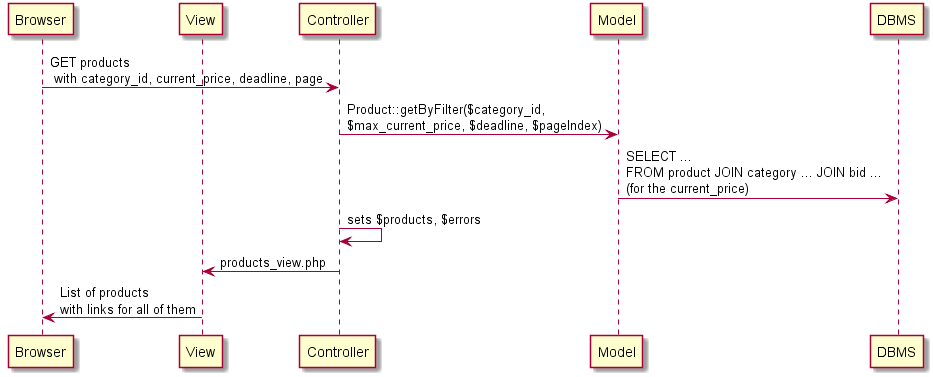 Browser
View
Controller
Model
DBMS
GET products
with category_id, current_price, deadline, page
Product::getByFilter($category_id,
$max_current_price, $deadline, $pageIndex)
SELECT ...
FROM product JOIN category ... JOIN bid ...
(for the current_price)
sets $products, $errors
products_view.php
List of products
with links for all of them
Browser
View
Controller
Model
DBMS